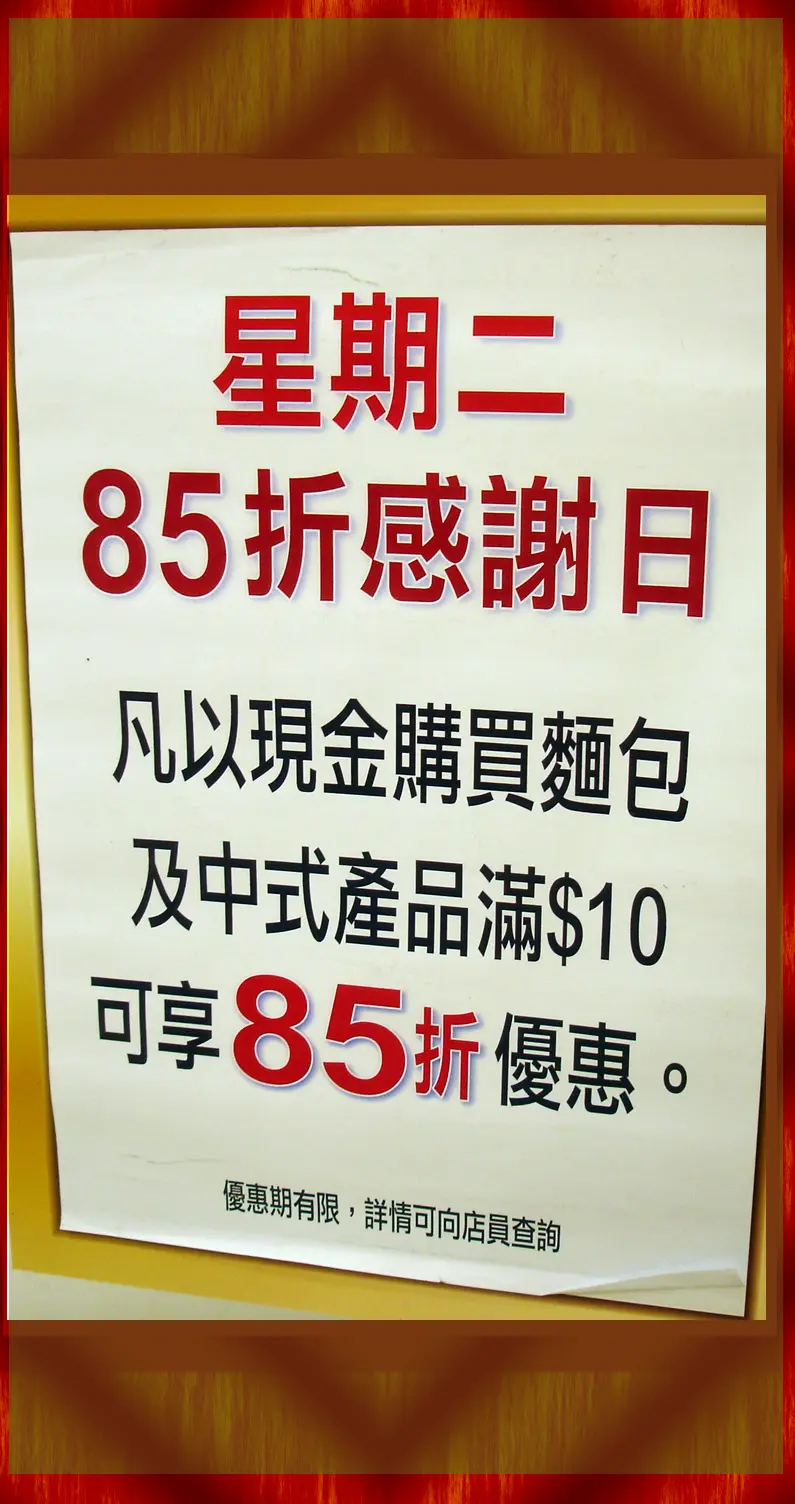 星期二
85折感謝日
凡以現金購買麵包
及中式產品滿$10
可享85折優惠。
優惠期有限，詳情可向店員查詢